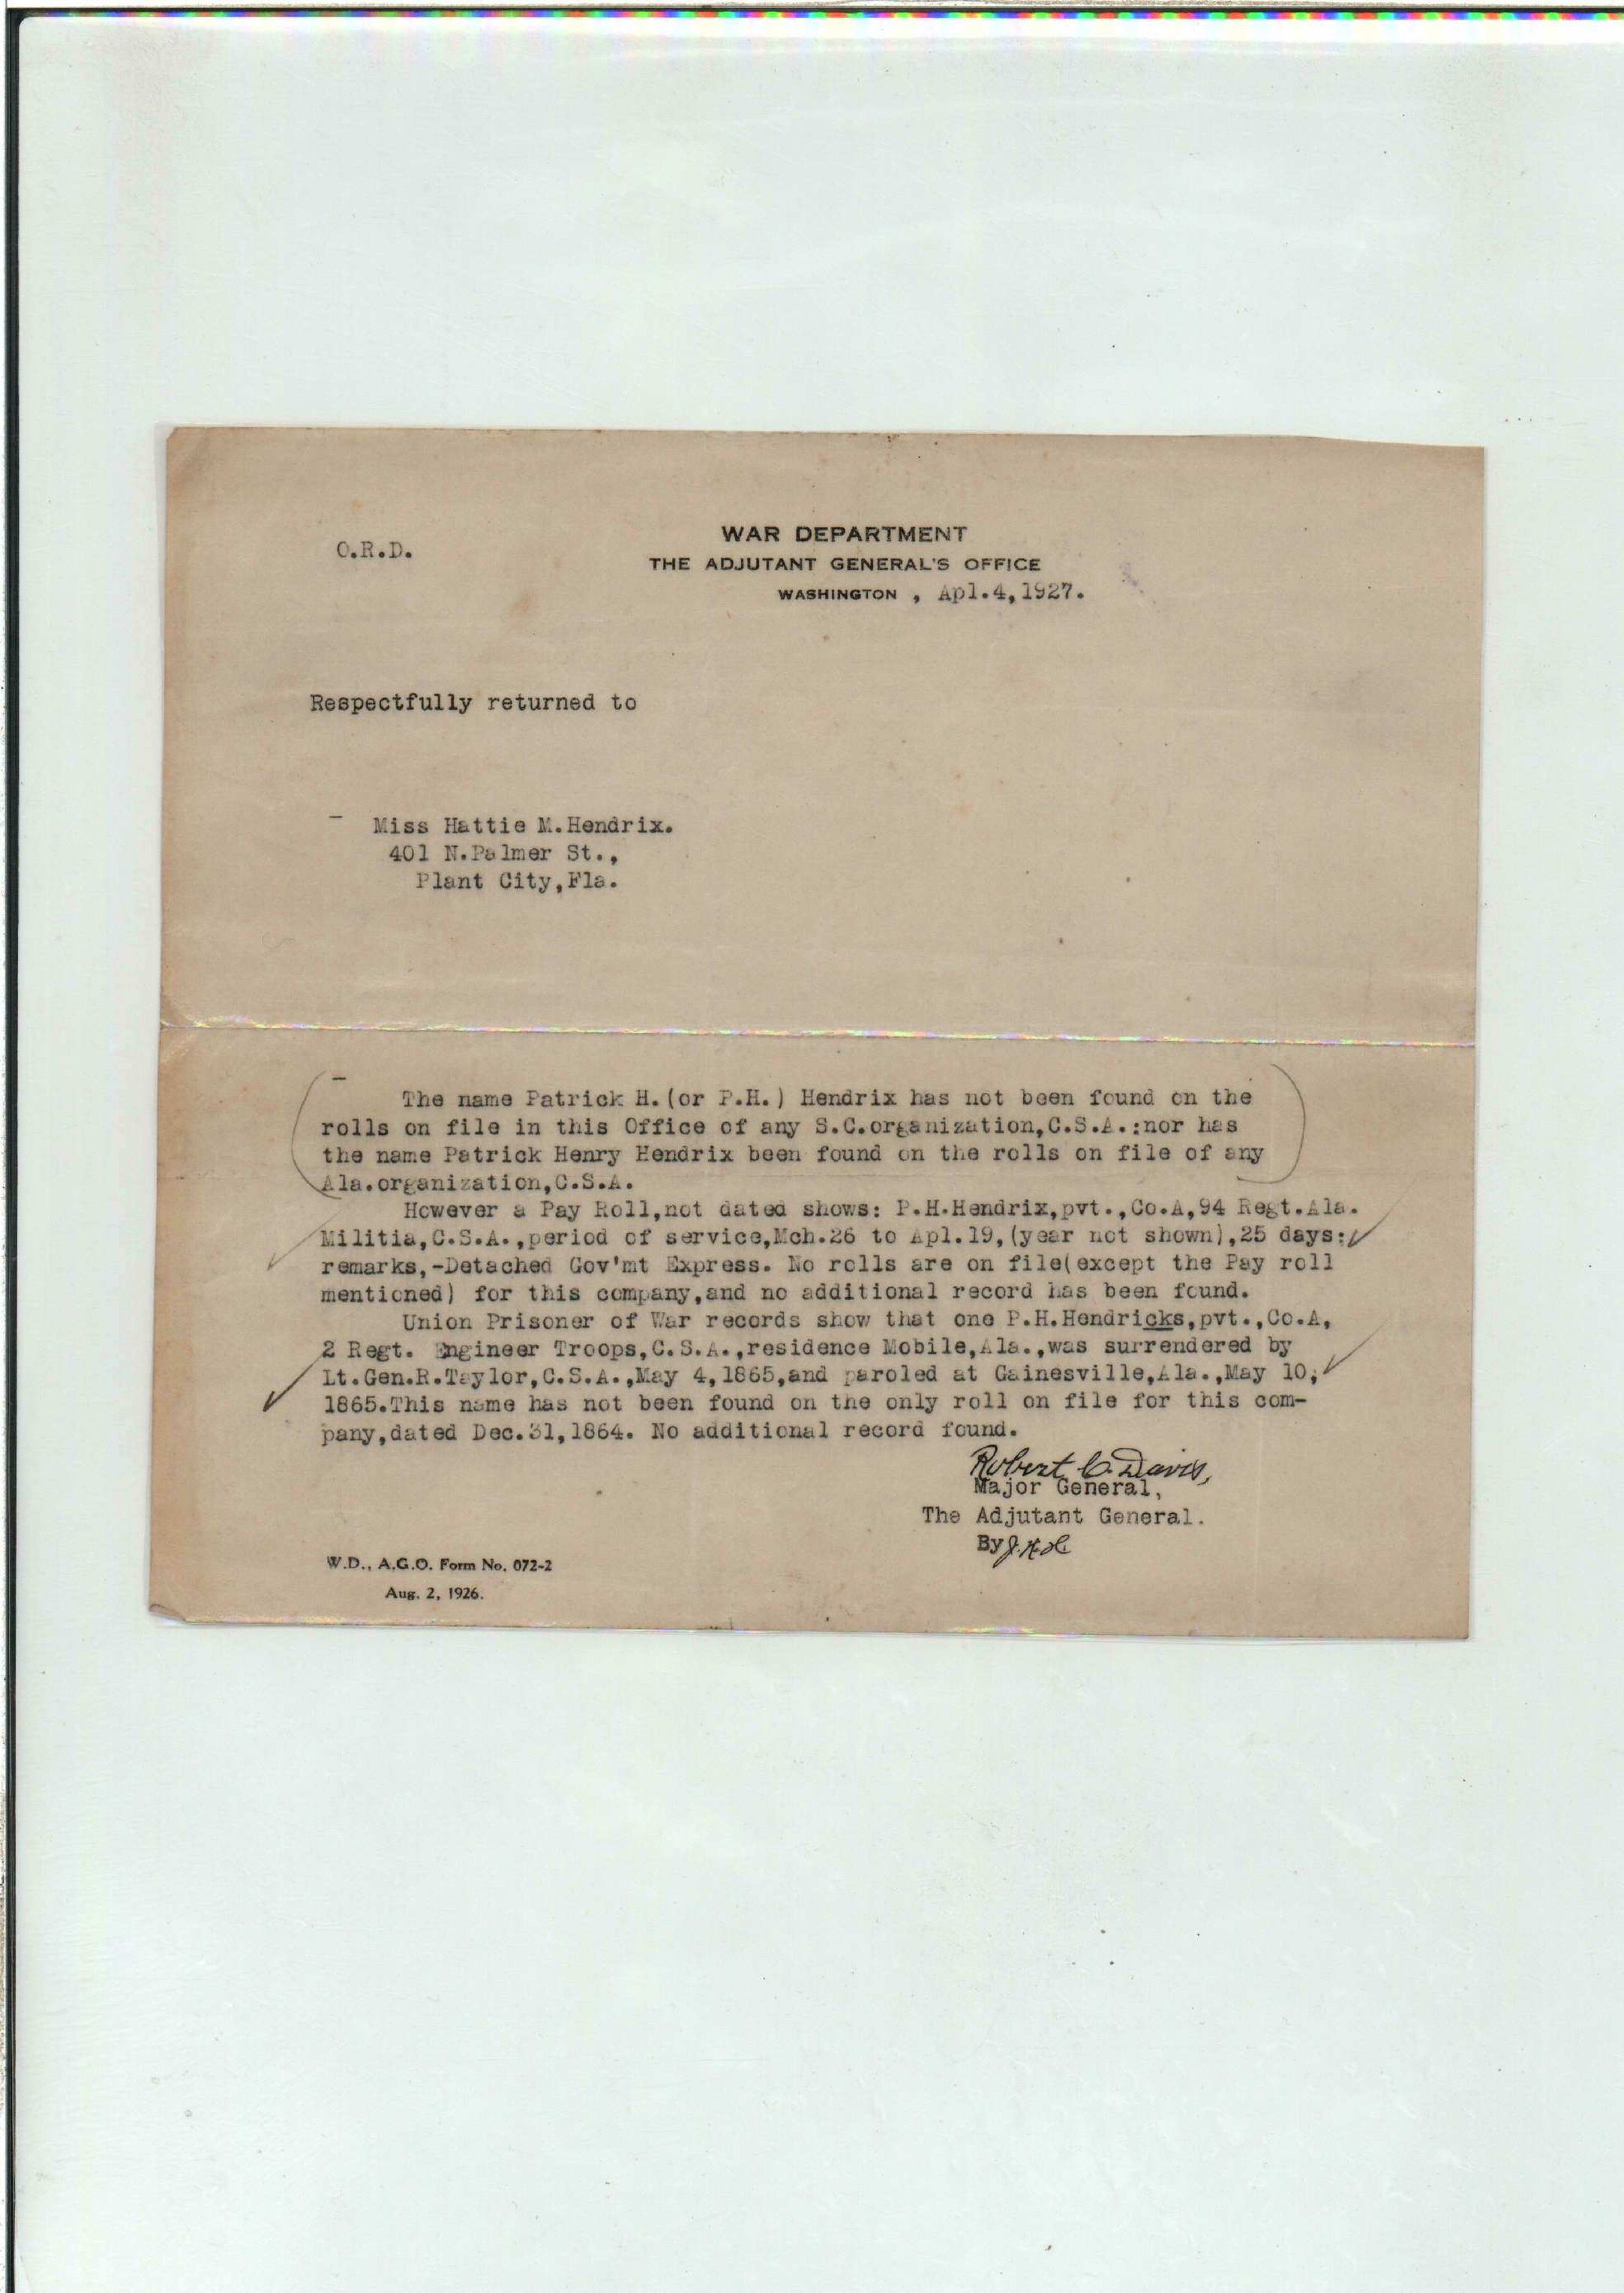 O.R.D.
WAR DEPARTMENT
THE ADJUTANT GENERAL'S OFFICE
WASHINGTON , Apl.4,1927.
Respectfully returned to
Miss Hattie M.Hendrix.
401 N.Palmer St.,
Plant City,Fla.
The name Patrick H.(or P.H.) Hendrix has not been found on the
rolls on file in this Office of any S.C.organization,C.S.A.:nor has
the name Patrick Henry Hendrix been found on the rolls on file of any
Ala.organization,C.S.A.
However a Pay Roll,not dated shows: P.H.Hendrix,pvt.,Co.A,94 Regt.Ala.
Militia,C.S.A.,period of service,Mch.26 to Apl.19,(year not shown),25 days:
remarks,-Detached Gov'mt Express. No rolls are on file(except the Pay roll
mentioned) for this company,and no additional record has been found.
Union Prisoner of War records show that one P.H.Hendricks,pvt.,Co.A,
2 Regt. Engineer Troops,C.S.A.,residence Mobile,Ala.,was surrendered by
Lt.Gen.R.Taylor,C.S.A.,May 4,1865,and paroled at Gainesville,Ala.,May 10,
1865.This name has not been found on the only roll on file for this com-
pany,dated Dec.31,1864. No additional record found.
Robert C. Davis,
Major General,
The Adjutant General.
By
W.D., A.G.O. Form No. 072-2
Aug. 2, 1926.